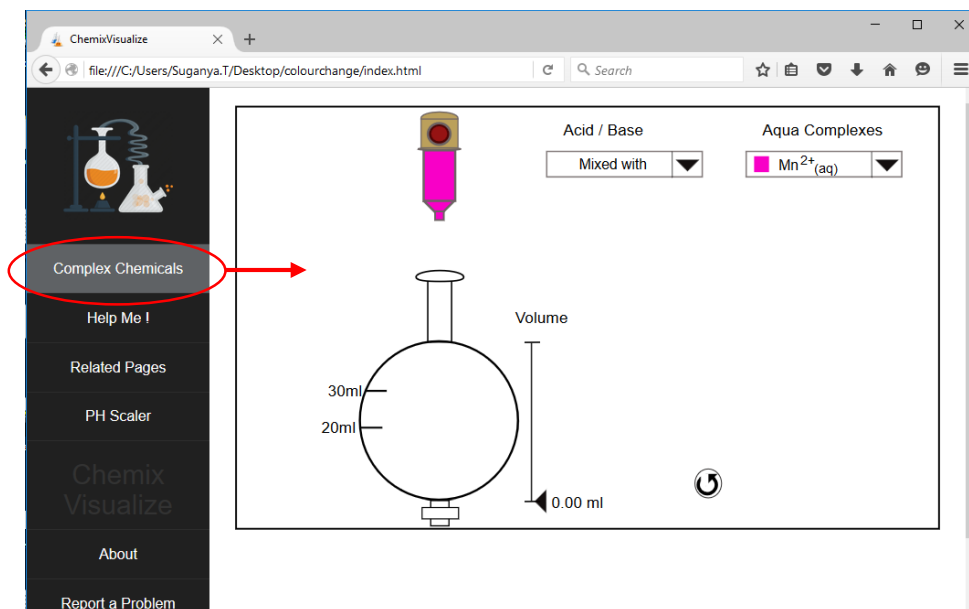 ChemixVisualize
file:///C:/Users/Suganya.T/Desktop/colourchange/index.html
Search
Acid / Base
Aqua Complexes
Mixed with
Mn2+(aq)
Complex Chemicals
Help Me !
Related Pages
PH Scaler
Chemix
Visualize
About
Report a Problem
Volume
30ml
20ml
0.00 ml